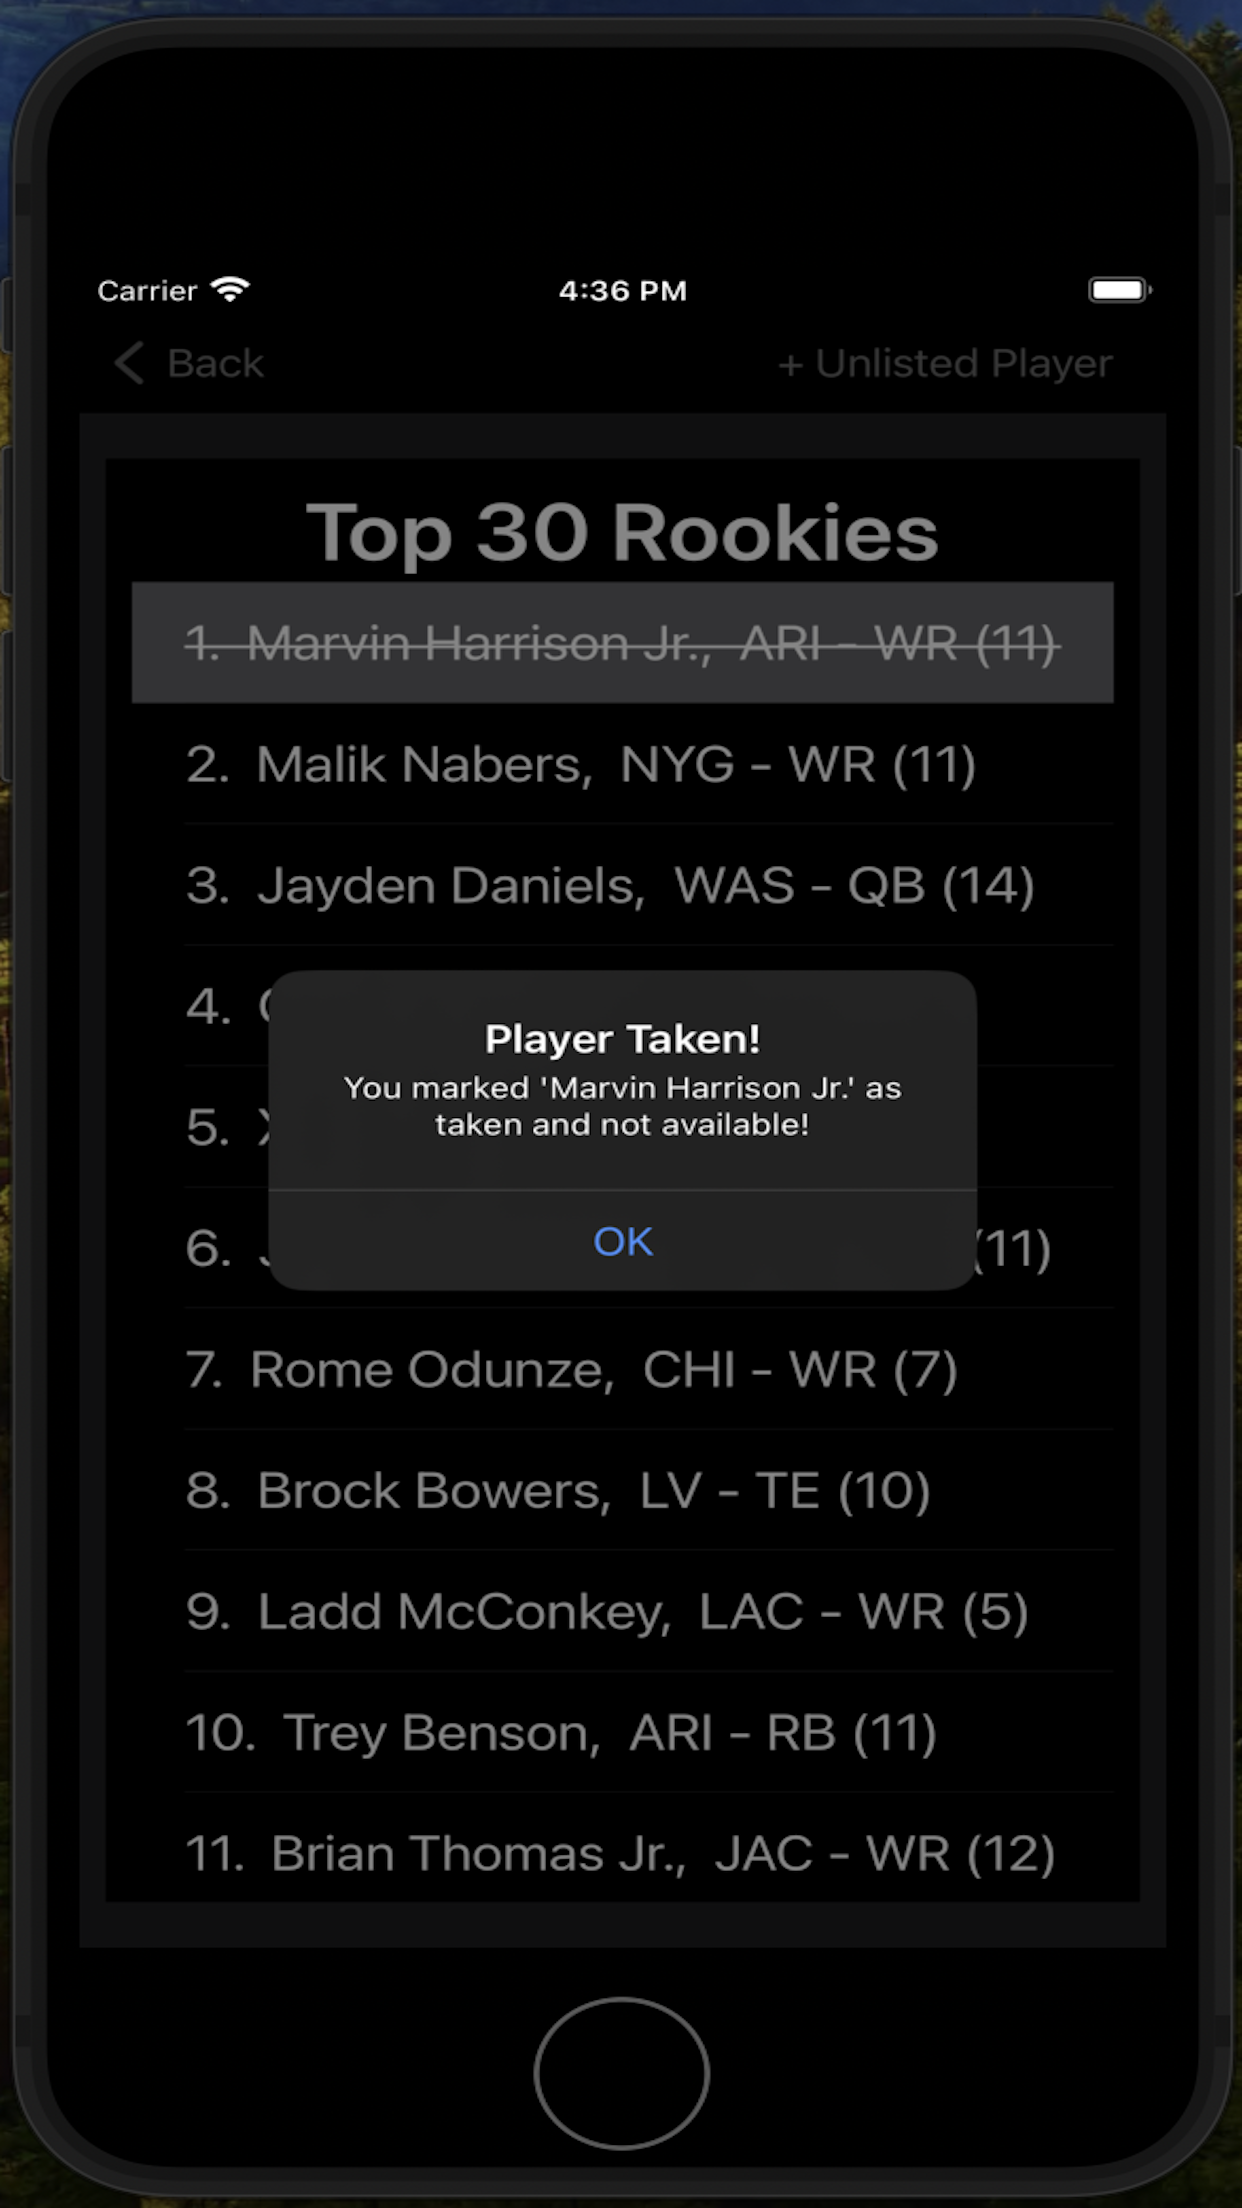 Carrier 4:36 PM
Back + Unlisted Player
Top 30 Rookies
1. Marvin Harrison Jr., ARI - WR (11)
2. Malik Nabers, NYG - WR (11)
3. Jayden Daniels, WAS - QB (14)
4.
Player Taken!
You marked 'Marvin Harrison Jr.' as
taken and not available!
5.
OK
6. (11)
7. Rome Odunze, CHI - WR (7)
8. Brock Bowers, LV - TE (10)
9. Ladd McConkey, LAC - WR (5)
10. Trey Benson, ARI - RB (11)
11. Brian Thomas Jr., JAC - WR (12)